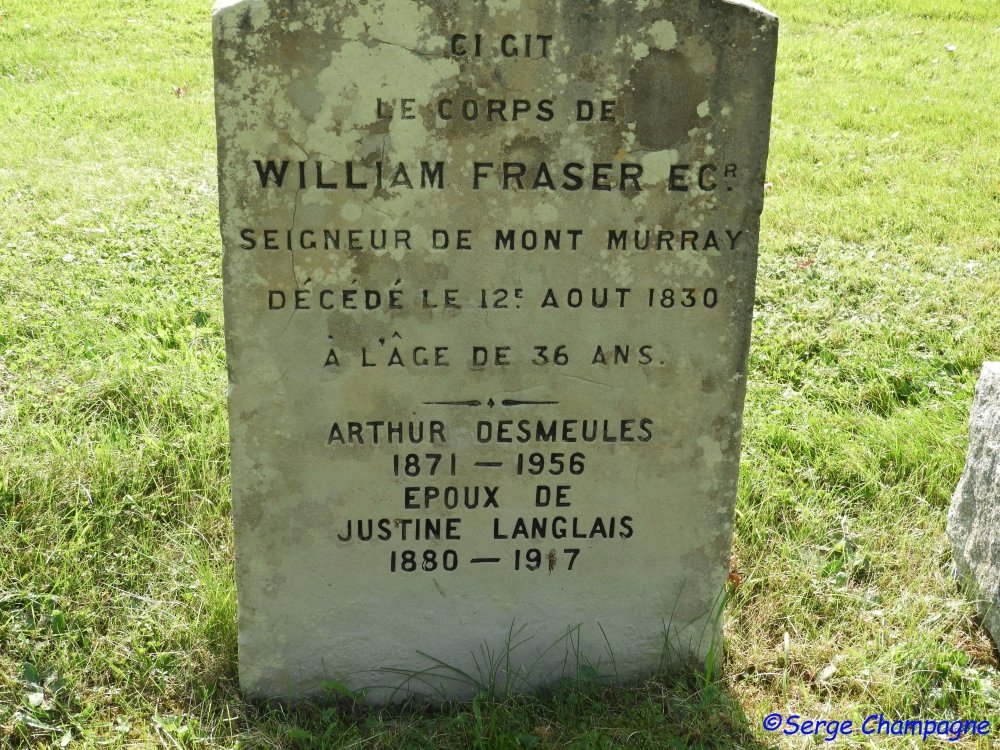 CI GIT
LE CORPS DE
WILLIAM FRASER ECR.
SEIGNEUR DE MONT MURRAY
DÉCÉDÉ LE 12E AOUT 1830
À L'ÂGE DE 36 ANS.
ARTHUR DESMEULES
1871 — 1956
EPOUX DE
JUSTINE LANGLAIS
1880 — 1917
©Serge Champagne